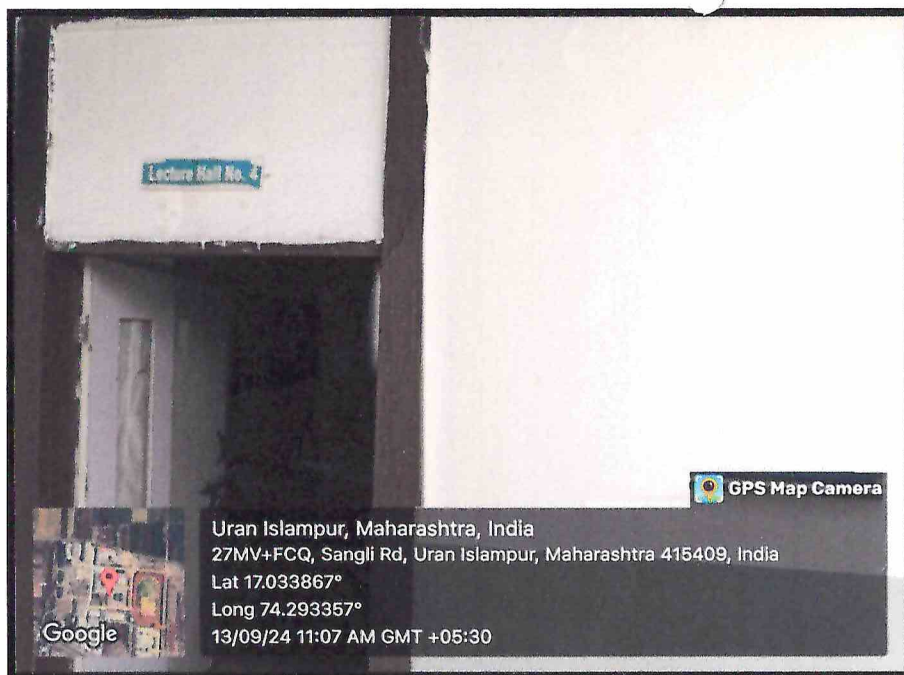 Lecture Hall No. 4
GPS Map Camera
Uran Islampur, Maharashtra, India
27MV+FCQ, Sangli Rd, Uran Islampur, Maharashtra 415409, India
Lat 17.033867°
Long 74.293357°
13/09/24 11:07 AM GMT +05:30
Google